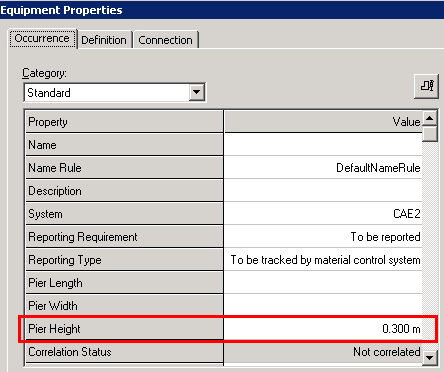 Equipment Properties
Occurrence Definition Connection
Category:
Standard
Property Value
Name
Name Rule DefaultNameRule
Description
System CAE2
Reporting Requirement To be reported
Reporting Type To be tracked by material control system
Pier Length
Pier Width
Pier Height 0.300 m
Correlation Status Not correlated